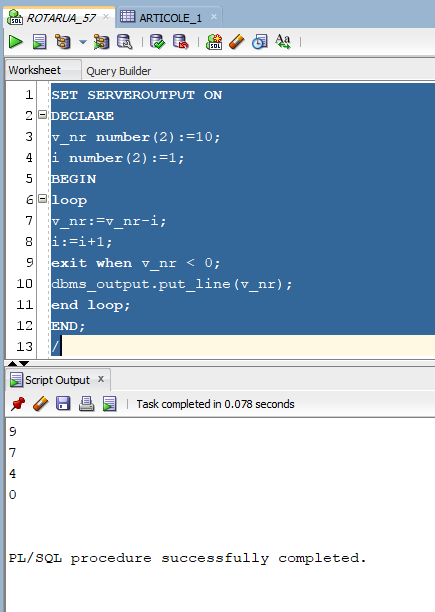 SQL ROTARUA_57 x ARTICOLE_1 x
SQL Aa
Worksheet Query Builder
1 SET SERVEROUTPUT ON
2 DECLARE
3 v_nr number(2):=10;
4 i number(2):=1;
5 BEGIN
6 loop
7 v_nr:=v_nr-i;
8 i:=i+1;
9 exit when v_nr < 0;
10 dbms_output.put_line(v_nr);
11 end loop;
12 END;
13 /
Script Output x
Task completed in 0.078 seconds
9
7
4
0
PL/SQL procedure successfully completed.